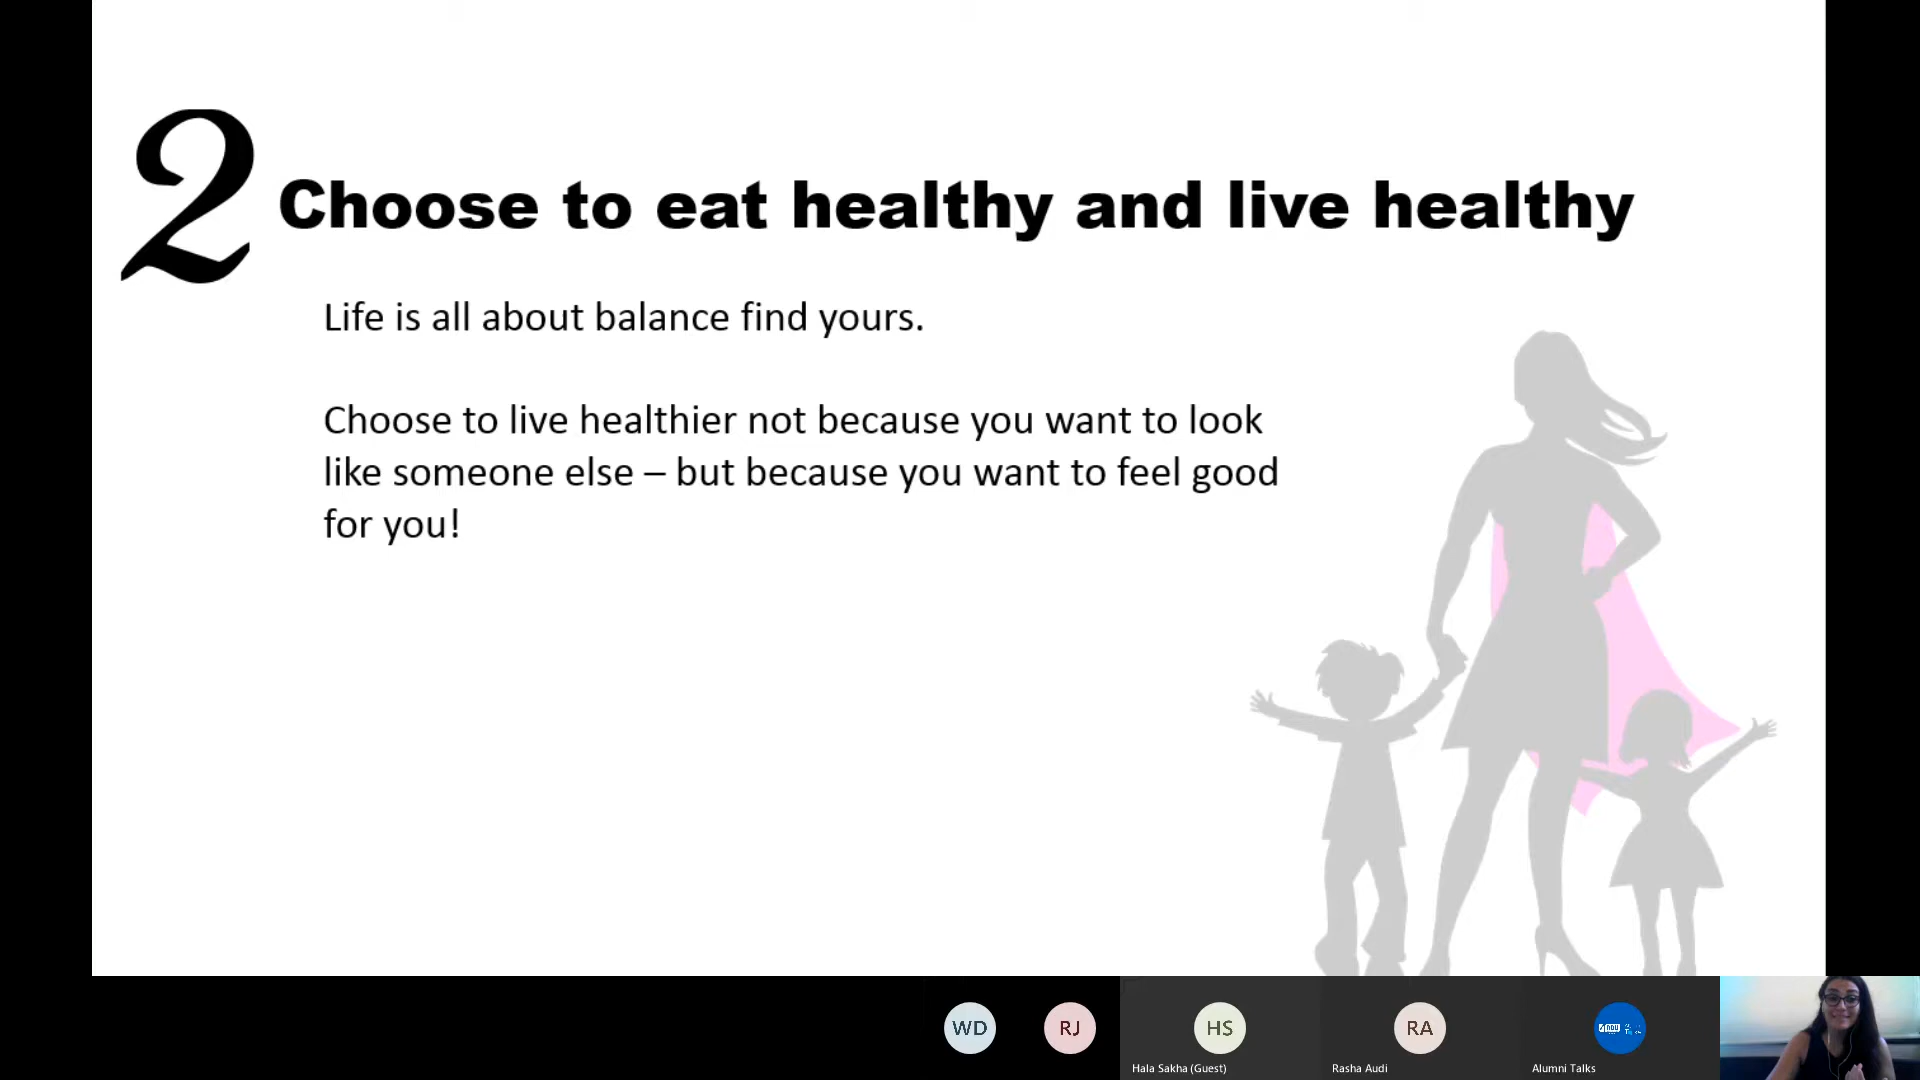 2
Choose to eat healthy and live healthy
Life is all about balance find yours.
Choose to live healthier not because you want to look
like someone else – but because you want to feel good
for you!
WD
RJ
HS
RA
Hala Sakha (Guest)
Rasha Audi
Alumni Talks